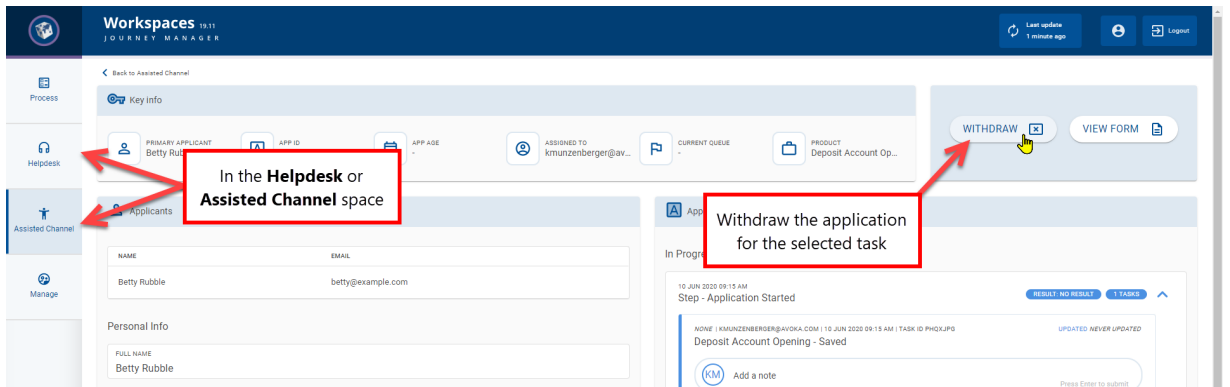 Workspaces 19.11
JOURNEY MANAGER
Last update
1 minute ago
Logout
Process
Helpdesk
Assisted Channel
Manage
Back to Assisted Channel
Key info
PRIMARY APPLICANT
Betty
APP ID
APP AGE
-
ASSIGNED TO
kmunzenberger@av...
CURRENT QUEUE
-
PRODUCT
Deposit Account Op...
WITHDRAW
VIEW FORM
In the Helpdesk or
Assisted Channel space
Withdraw the application
for the selected task
Applicants
NAME
EMAIL
Betty Rubble
betty@example.com
Personal Info
FULL NAME
Betty Rubble
In
10 JUN 2020 09:15 AM
Step - Application Started
RESULT: NO RESULT
1 TASKS
NONE | KMUNZENBERGER@AVOKA.COM | 10 JUN 2020 09:15 AM | TASK ID PHQXJPG
UPDATED NEVER UPDATED
Deposit Account Opening - Saved
KM
Add a note
Press Enter to submit